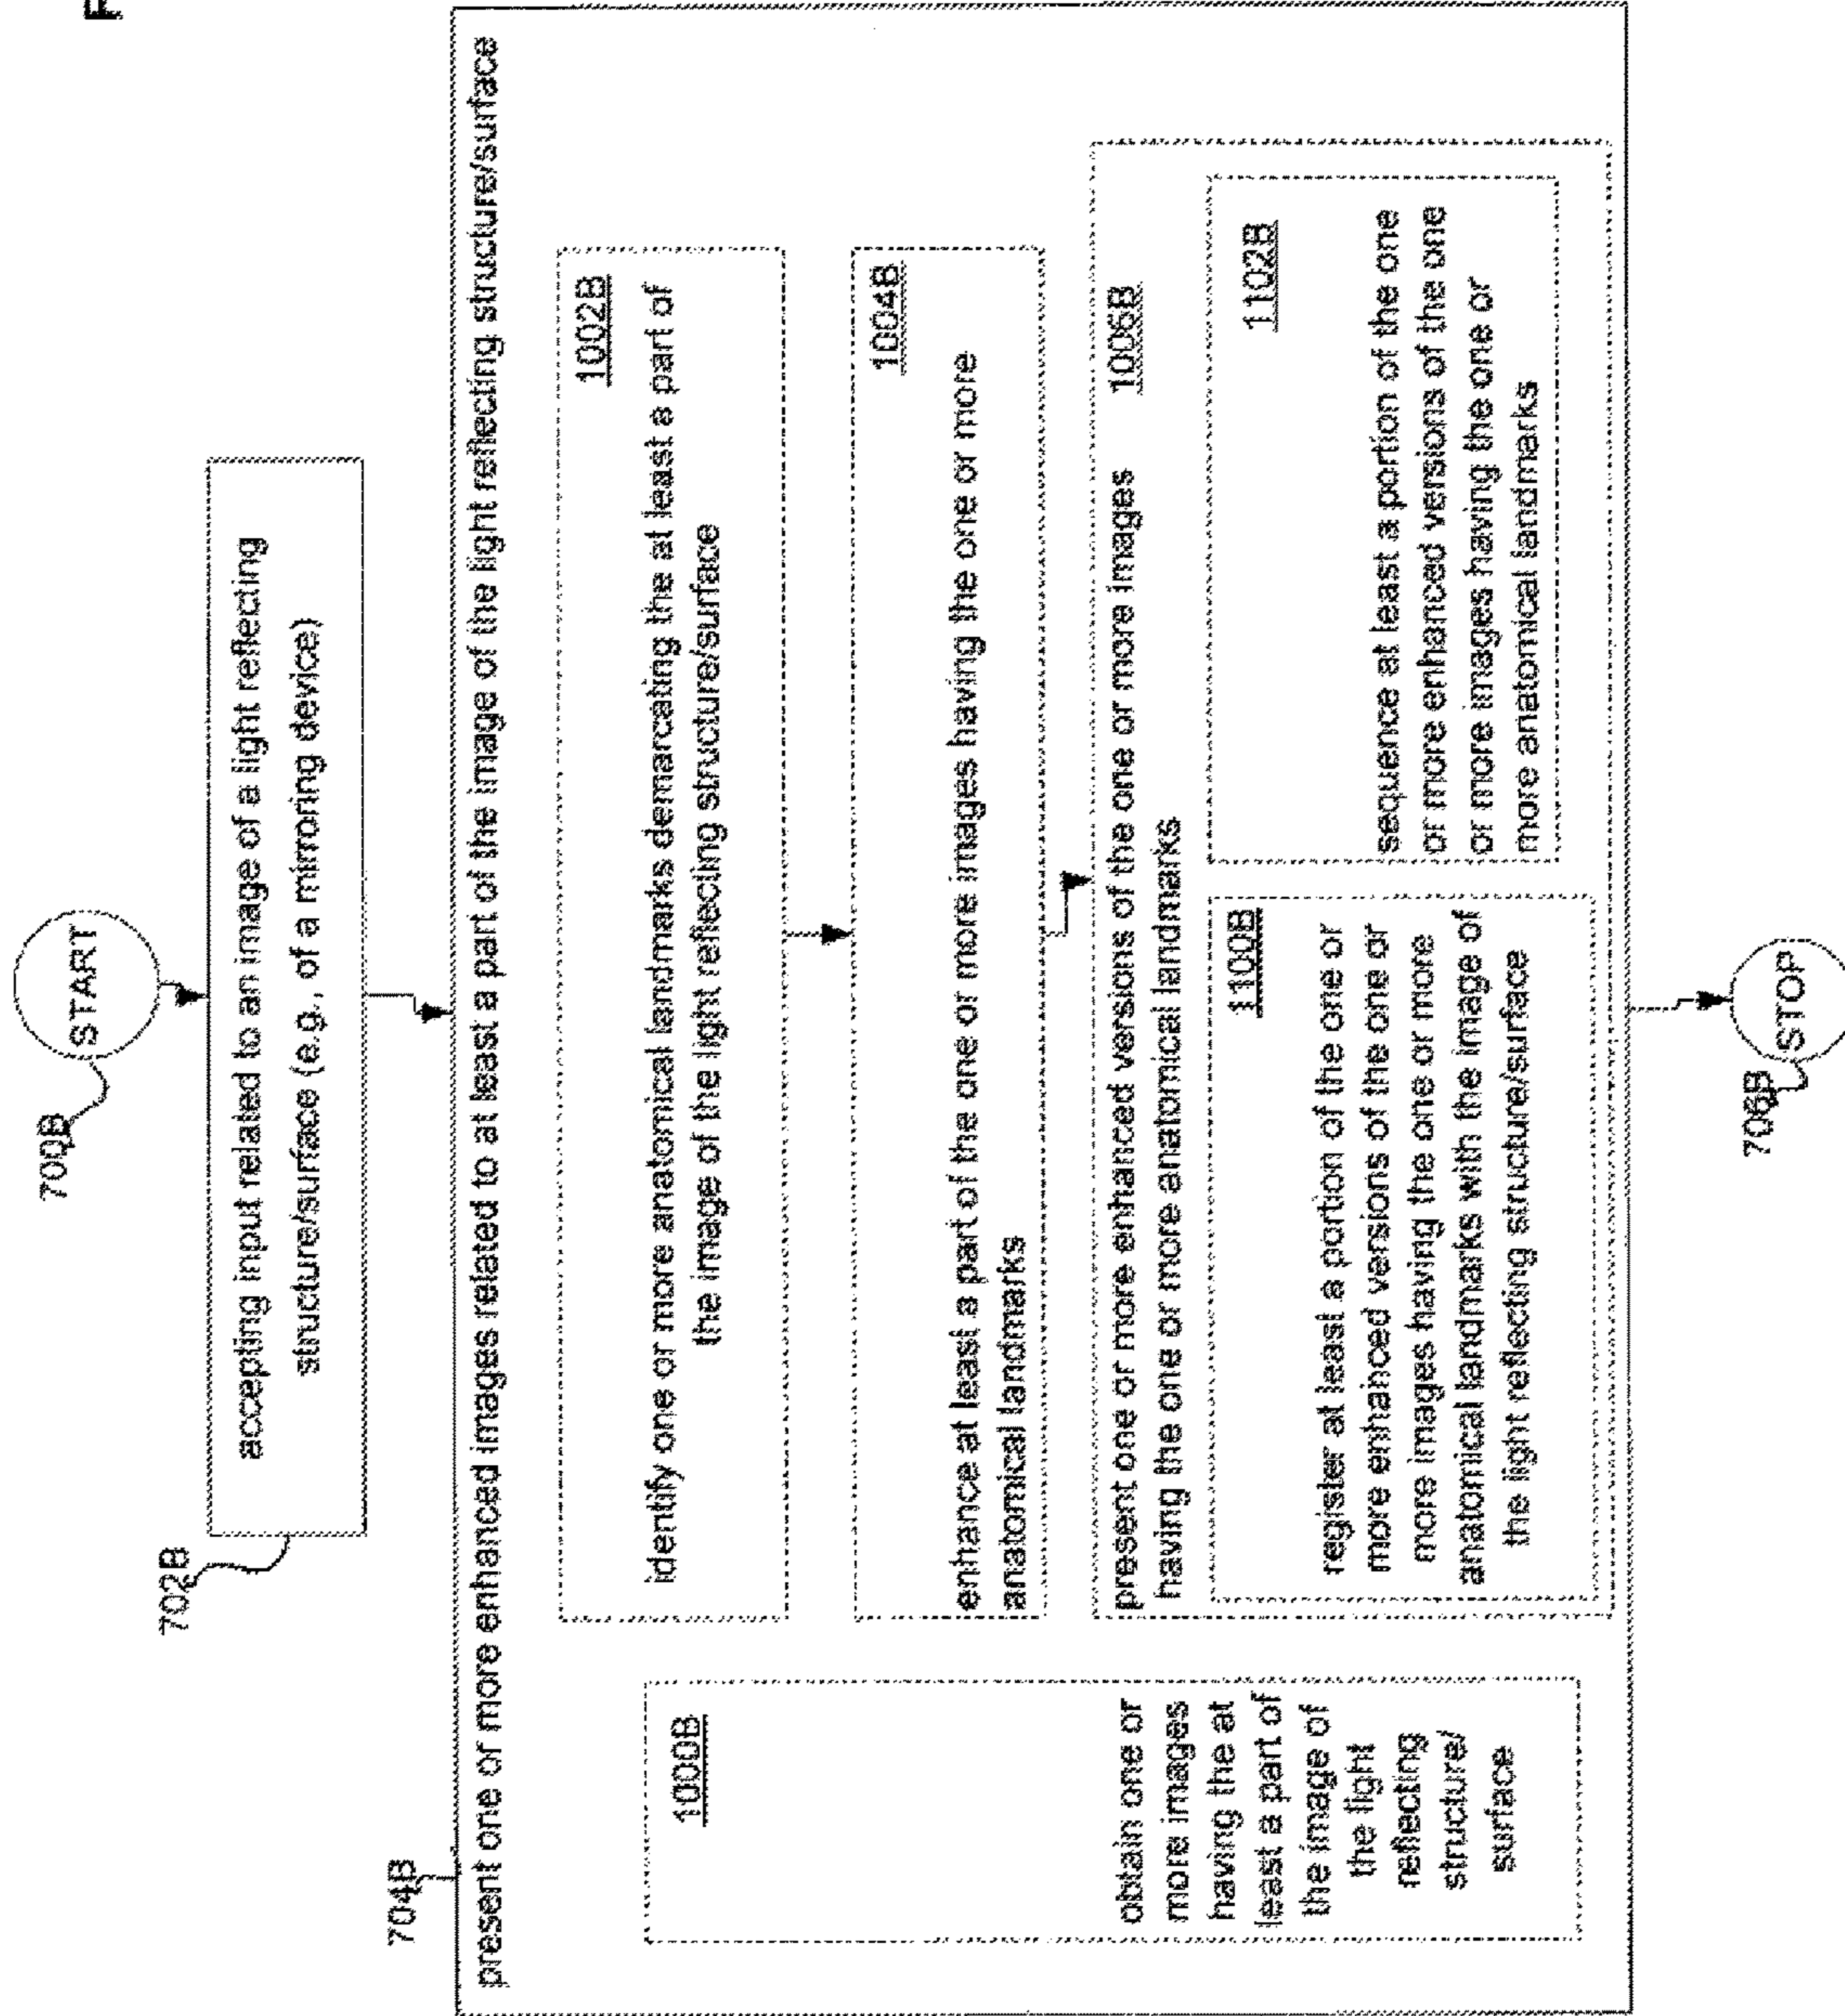 F
700B
START
702B
accepting input related to an image of a light reflecting
structure/surface (e.g., of a mirroring device)
704B
present one or more enhanced images related to at least a part of the image of the light reflecting structure/surface
1000B
obtain one or
more images
having the at
least a part of
the image of
the light
reflecting
structure/
surface
1002B
identify one or more anatomical landmarks demarcating the at least a part of
the image of the light reflecting structure/surface
1004B
enhance at least a part of the one or more images having the one or more
anatomical landmarks
present one or more enhanced versions of the one or more images 1006B
having the one or more anatomical landmarks
1100B
register at least a portion of the one or
more enhanced versions of the one or
more images having the one or more
anatomical landmarks with the image of
the light reflecting structure/surface
1102B
sequence at least a portion of the one
or more enhanced versions of the one
or more images having the one or
more anatomical landmarks
706B
STOP